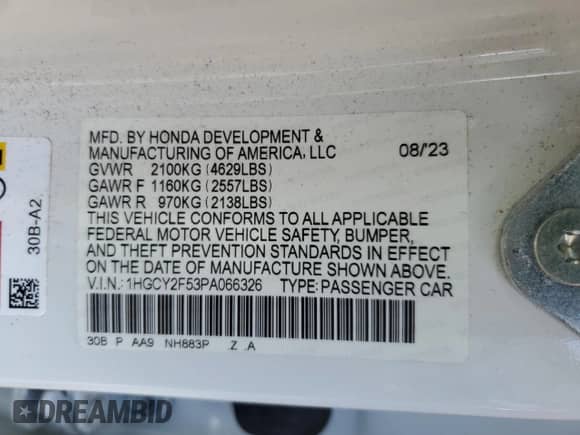 MFD. BY HONDA DEVELOPMENT &
MANUFACTURING OF AMERICA, LLC 08/'23
GVWR 2100KG (4629LBS)
GAWR F 1160KG (2557LBS)
GAWR R 970KG (2138LBS)
THIS VEHICLE CONFORMS TO ALL APPLICABLE
FEDERAL MOTOR VEHICLE SAFETY, BUMPER,
AND THEFT PREVENTION STANDARDS IN EFFECT
ON THE DATE OF MANUFACTURE SHOWN ABOVE.
V.I.N.: 1HGCY2F53PA066326 TYPE: PASSENGER CAR
30B P AA9 NH883P Z .A
30B-A2
DREAMBID